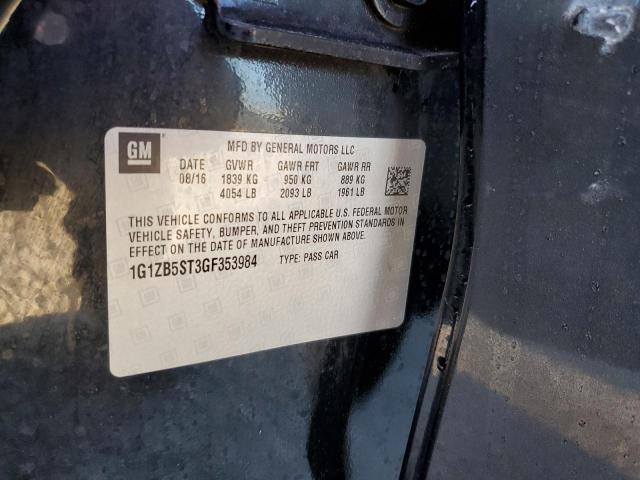 GM
MFD BY GENERAL MOTORS LLC
DATE GVWR GAWR FRT GAWR RR
08/16 1839 KG 950 KG 889 KG
4054 LB 2093 LB 1961 LB
THIS VEHICLE CONFORMS TO ALL APPLICABLE U.S. FEDERAL MOTOR
VEHICLE SAFETY, BUMPER, AND THEFT PREVENTION STANDARDS IN
EFFECT ON THE DATE OF MANUFACTURE SHOWN ABOVE.
1G1ZB5ST3GF353984 TYPE: PASS CAR